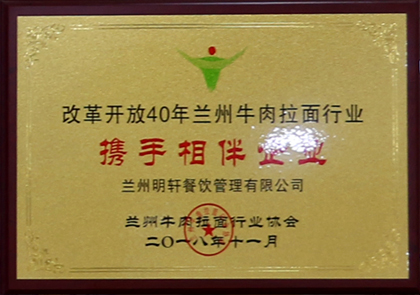 改革开放40年兰州牛肉拉面行业
携手相伴企业
兰州明轩餐饮管理有限公司
兰州牛肉拉面行业协会
二〇一八年十一月